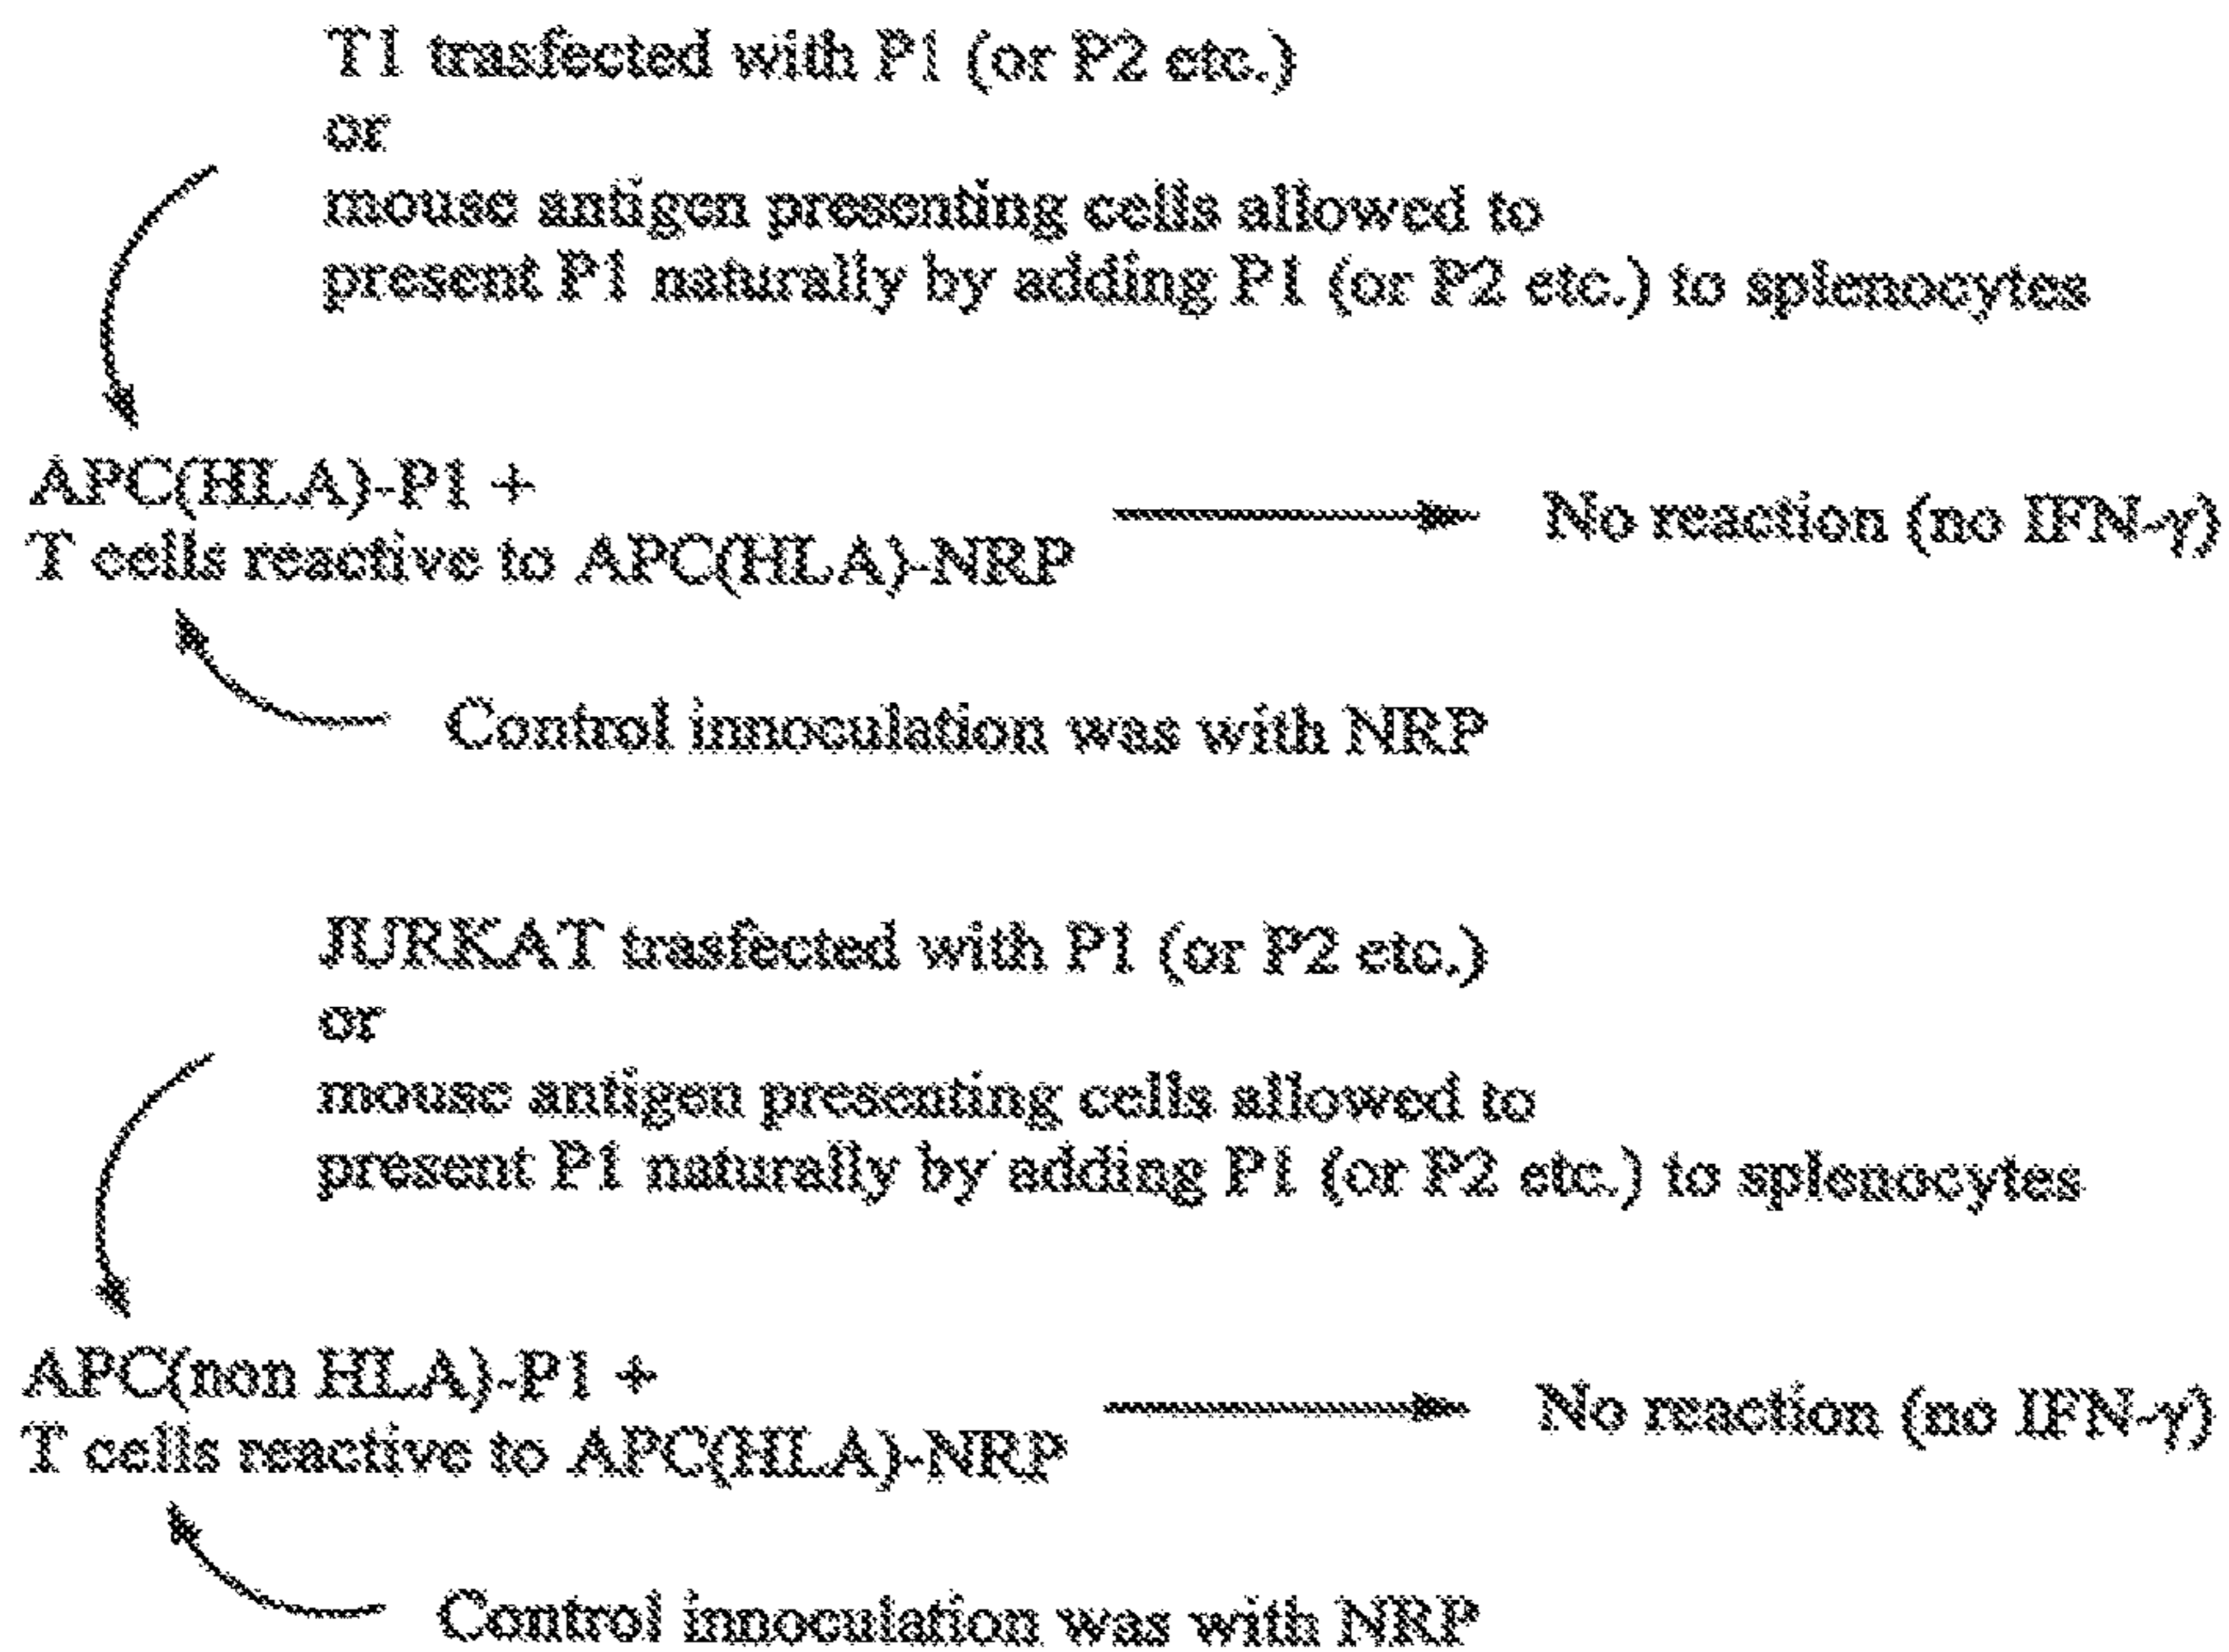 T1 trasfected with P1 (or P2 etc.)
or
mouse antigen presenting cells allowed to
present P1 naturally by adding P1 (or P2 etc.) to splenocytes
APC(HLA)-P1 +
T cells reactive to APC(HLA)-NRP
No reaction (no IFN-γ)
Control innoculation was with NRP
JURKAT trasfected with P1 (or P2 etc.)
or
mouse antigen presenting cells allowed to
present P1 naturally by adding P1 (or P2 etc.) to splenocytes
APC(non HLA)-P1 +
T cells reactive to APC(HLA)-NRP
No reaction (no IFN-γ)
Control innoculation was with NRP